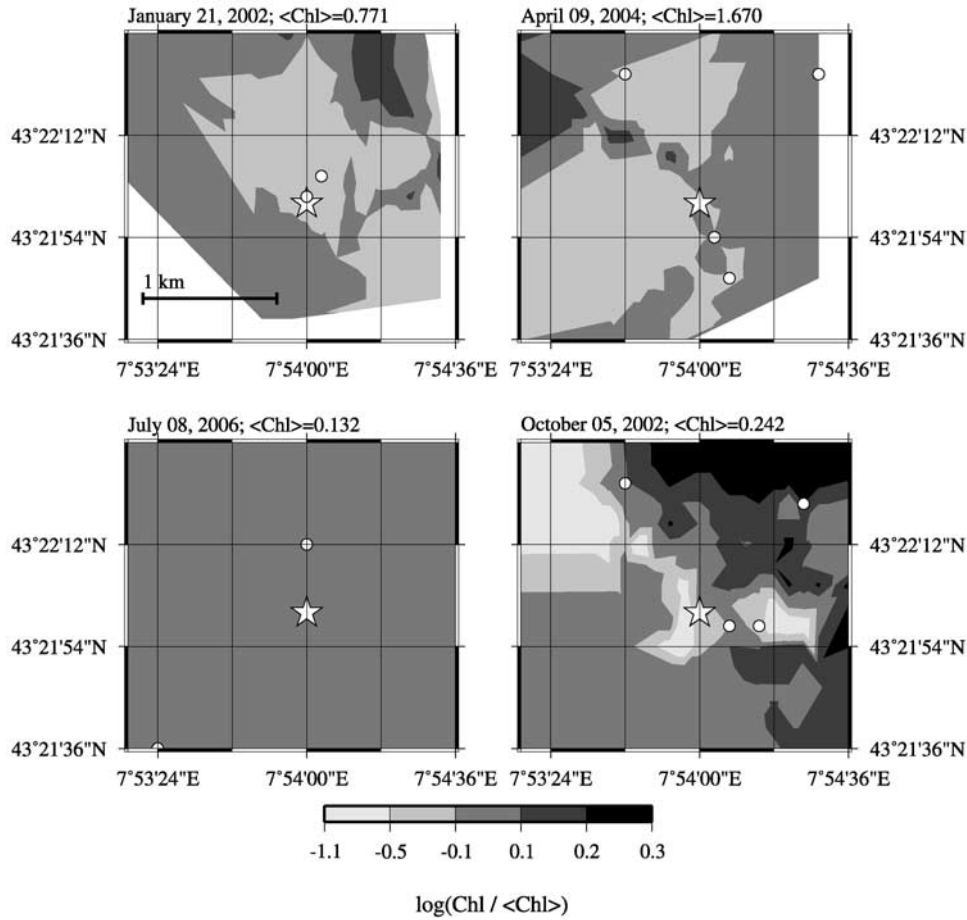 January 21, 2002; <Chl>=0.771
April 09, 2004; <Chl>=1.670
43°22'12"N
43°22'12"N
43°21'54"N
43°21'54"N
1 km
43°21'36"N
43°21'36"N
7°53'24"E
7°54'00"E
7°54'36"E
7°53'24"E
7°54'00"E
7°54'36"E
July 08, 2006; <Chl>=0.132
October 05, 2002; <Chl>=0.242
43°22'12"N
43°22'12"N
43°21'54"N
43°21'54"N
43°21'36"N
43°21'36"N
7°53'24"E
7°54'00"E
7°54'36"E
7°53'24"E
7°54'00"E
7°54'36"E
-1.1 -0.5 -0.1 0.1 0.2 0.3
log(Chl / <Chl>)